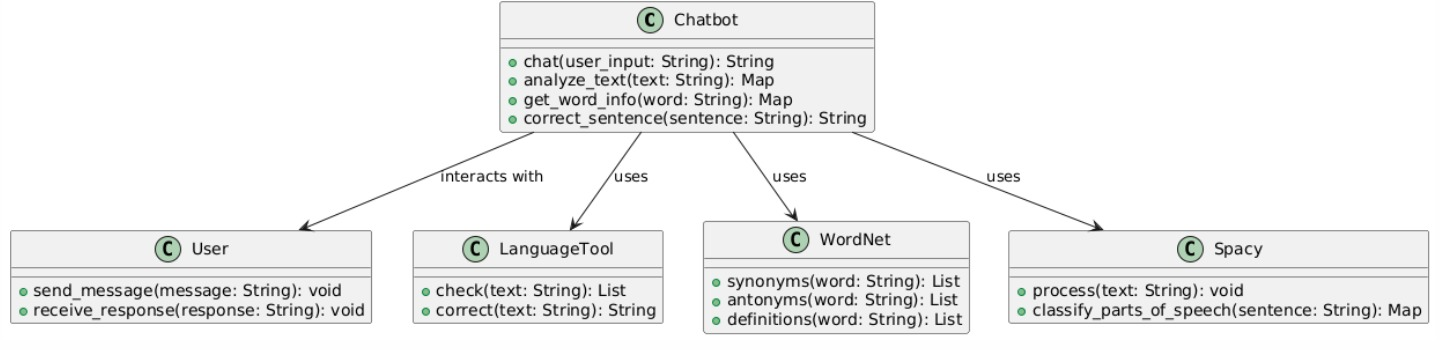 C Chatbot
chat(user_input: String): String
analyze_text(text: String): Map
get_word_info(word: String): Map
correct_sentence(sentence: String): String
interacts with
uses
uses
uses
C User
send_message(message: String): void
receive_response(response: String): void
C LanguageTool
check(text: String): List
correct(text: String): String
C WordNet
synonyms(word: String): List
antonyms(word: String): List
definitions(word: String): List
C Spacy
process(text: String): void
classify_parts_of_speech(sentence: String): Map